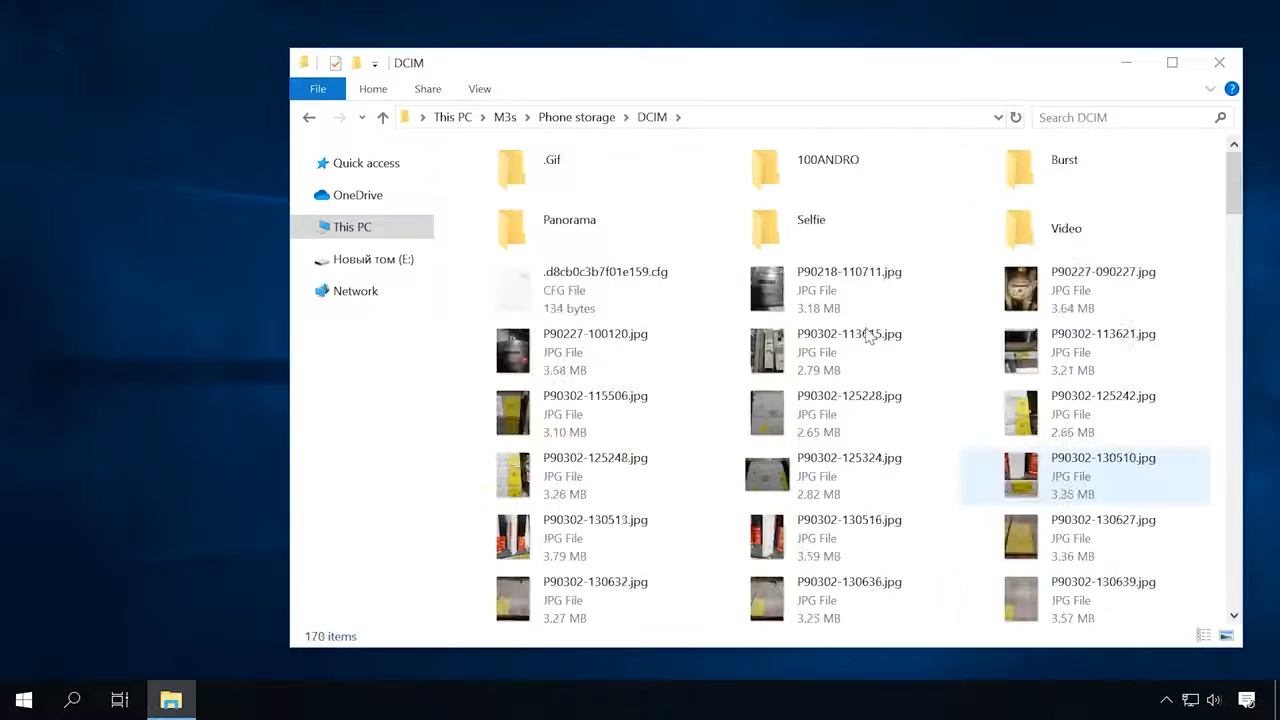 DCIM
File Home Share View
This PC M3s Phone storage DCIM Search DCIM
Quick access
OneDrive
This PC
Новый том (E:)
Network
.Gif 100ANDRO Burst
Panorama Selfie Video
.d8cb0c3b7f01e159.cfg P90218-110711.jpg P90227-090227.jpg
CFG File JPG File JPG File
134 bytes 3.18 MB 3.64 MB
P90227-100120.jpg P90302-113615.jpg P90302-113621.jpg
JPG File JPG File JPG File
3.68 MB 2.79 MB 3.21 MB
P90302-115506.jpg P90302-125228.jpg P90302-125242.jpg
JPG File JPG File JPG File
3.10 MB 2.65 MB 2.86 MB
P90302-125248.jpg P90302-125324.jpg P90302-130510.jpg
JPG File JPG File JPG File
3.26 MB 2.82 MB 3.38 MB
P90302-130513.jpg P90302-130516.jpg P90302-130627.jpg
JPG File JPG File JPG File
3.79 MB 3.59 MB 3.36 MB
P90302-130632.jpg P90302-130636.jpg P90302-130639.jpg
JPG File JPG File JPG File
3.27 MB 3.25 MB 3.57 MB
170 items